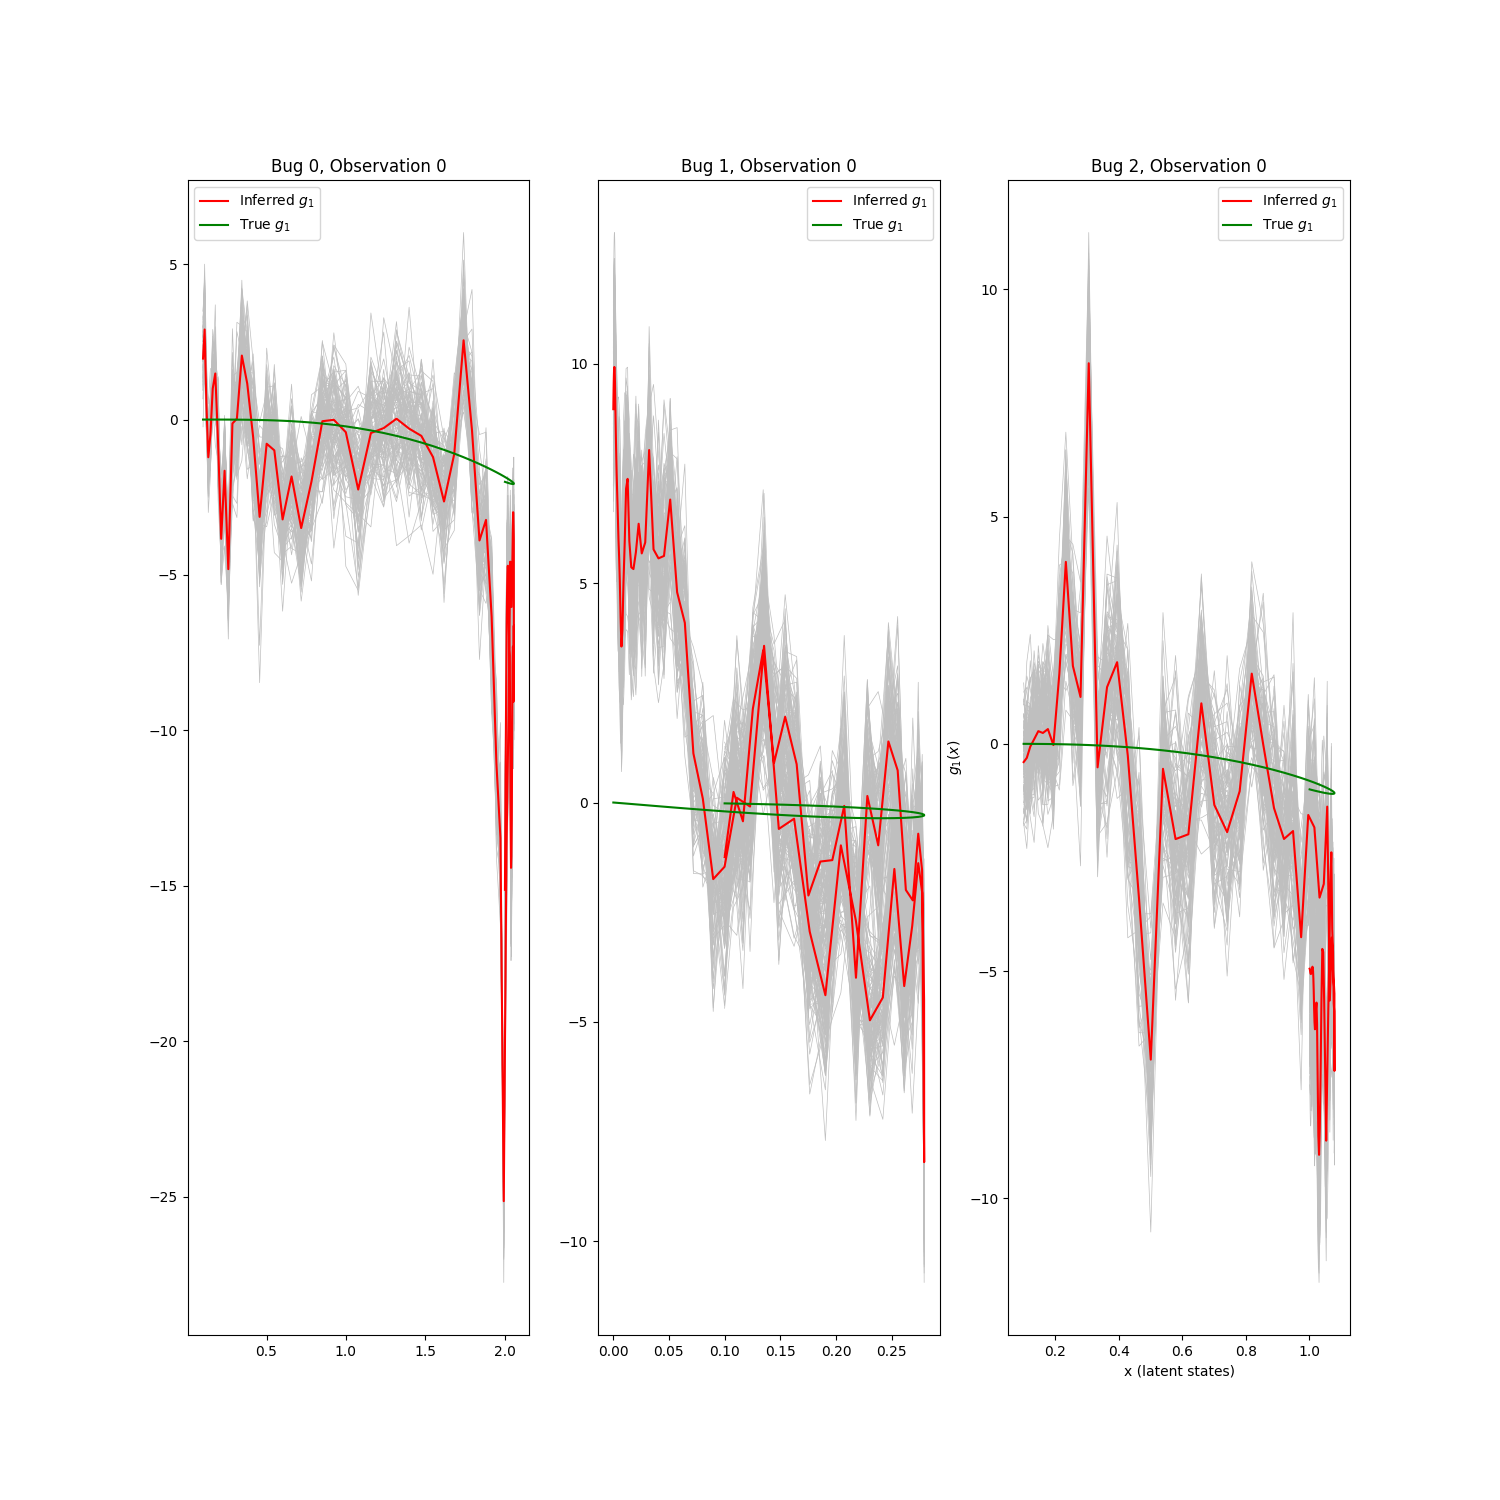 Bug 0, Observation 0
Inferred g₁
True g₁
5
0
−5
−10
−15
−20
−25
0.5 1.0 1.5 2.0
Bug 1, Observation 0
Inferred g₁
True g₁
10
5
0
−5
−10
0.00 0.05 0.10 0.15 0.20 0.25
Bug 2, Observation 0
Inferred g₁
True g₁
g₁(x)
10
5
0
−5
−10
0.2 0.4 0.6 0.8 1.0
x (latent states)